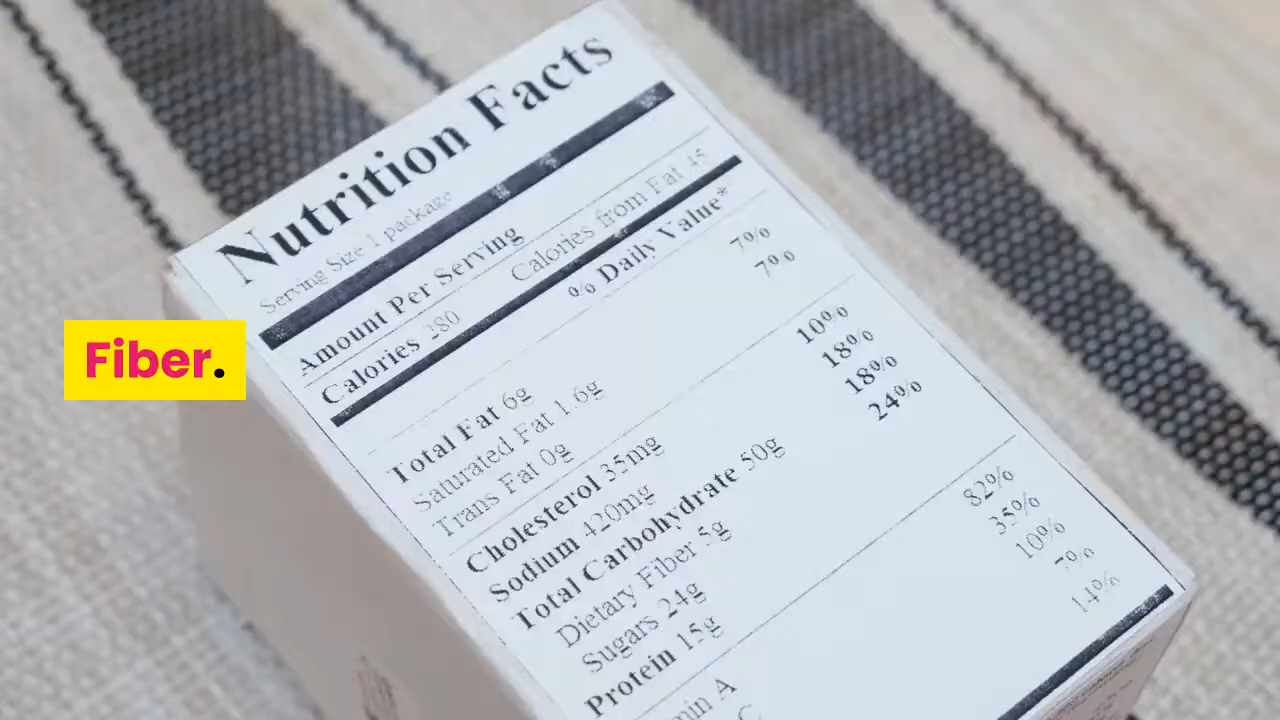 Nutrition Facts
Serving Size 1 package
Amount Per Serving
Calories 280 Calories from Fat 45
% Daily Value*
Total Fat 6g 7%
Saturated Fat 1.6g 7%
Trans Fat 0g
Cholesterol 35mg 10%
Sodium 420mg 18%
Total Carbohydrate 50g 18%
Dietary Fiber 5g 24%
Sugars 24g
Protein 15g 82%
min A 35%
C 10%
7%
14%
Fiber.